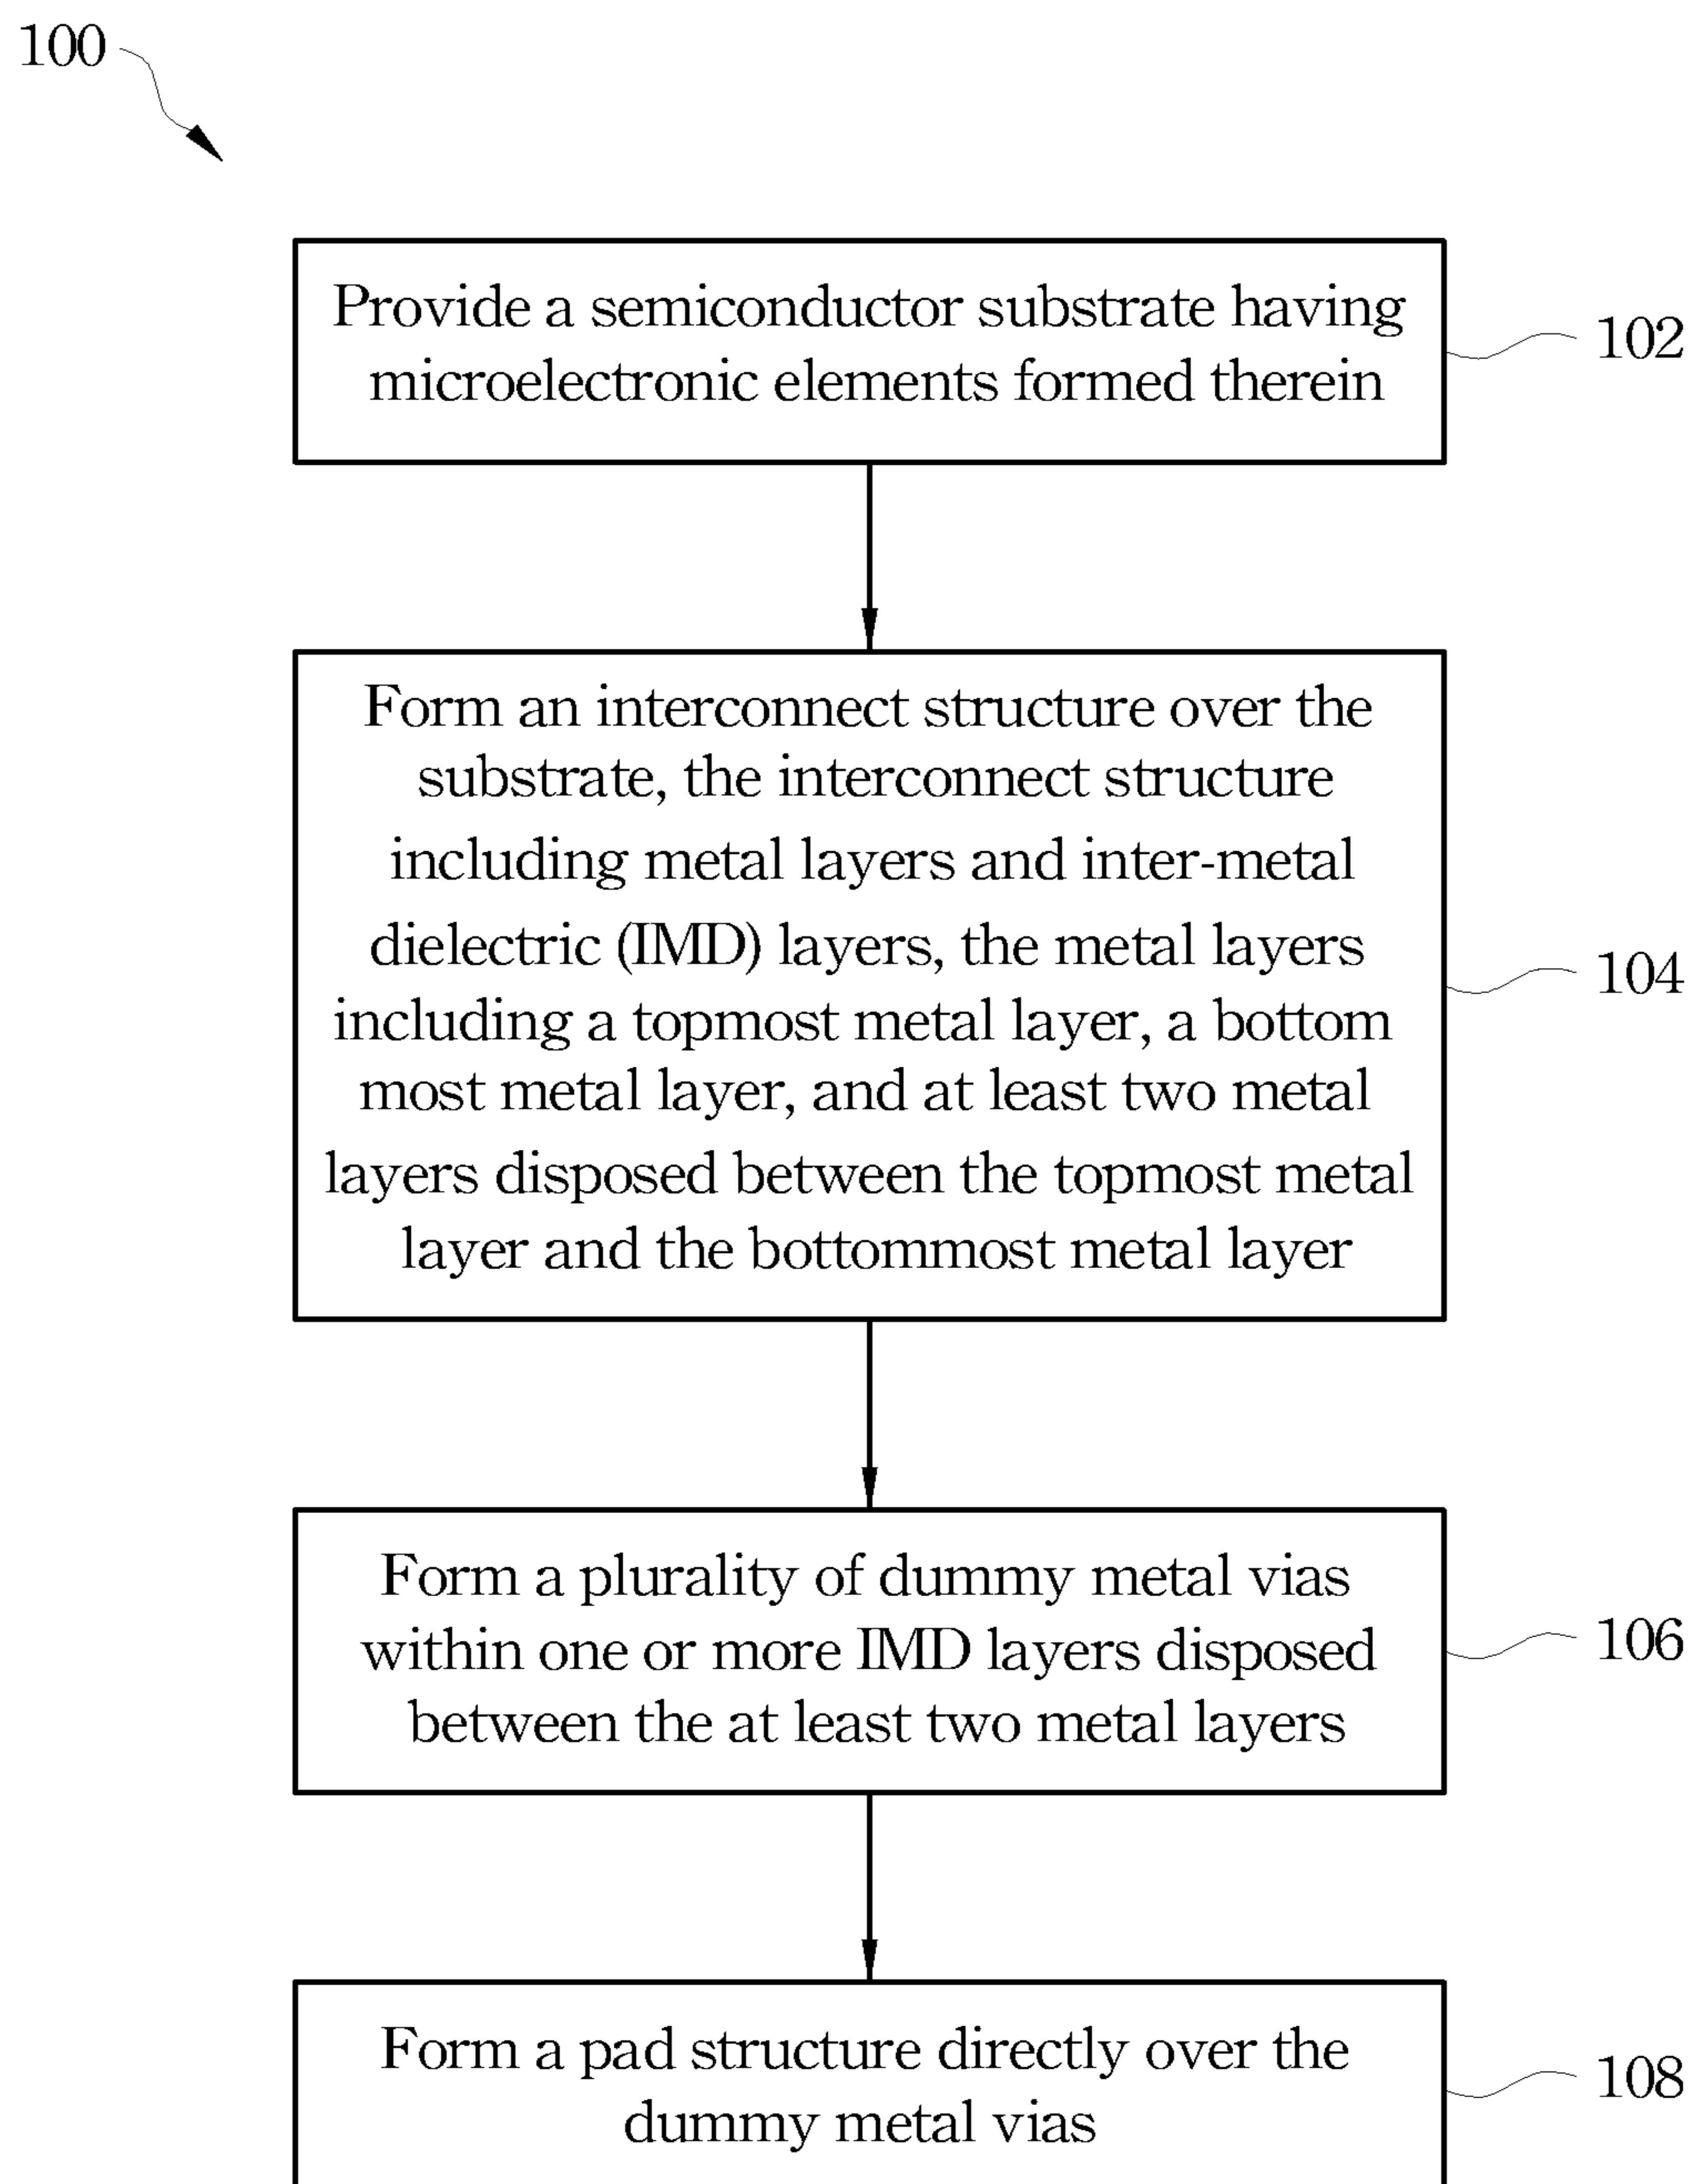 100
Provide a semiconductor substrate having
microelectronic elements formed therein
102
Form an interconnect structure over the
substrate, the interconnect structure
including metal layers and inter-metal
dielectric (IMD) layers, the metal layers
including a topmost metal layer, a bottom
most metal layer, and at least two metal
layers disposed between the topmost metal
layer and the bottommost metal layer
104
Form a plurality of dummy metal vias
within one or more IMD layers disposed
between the at least two metal layers
106
Form a pad structure directly over the
dummy metal vias
108